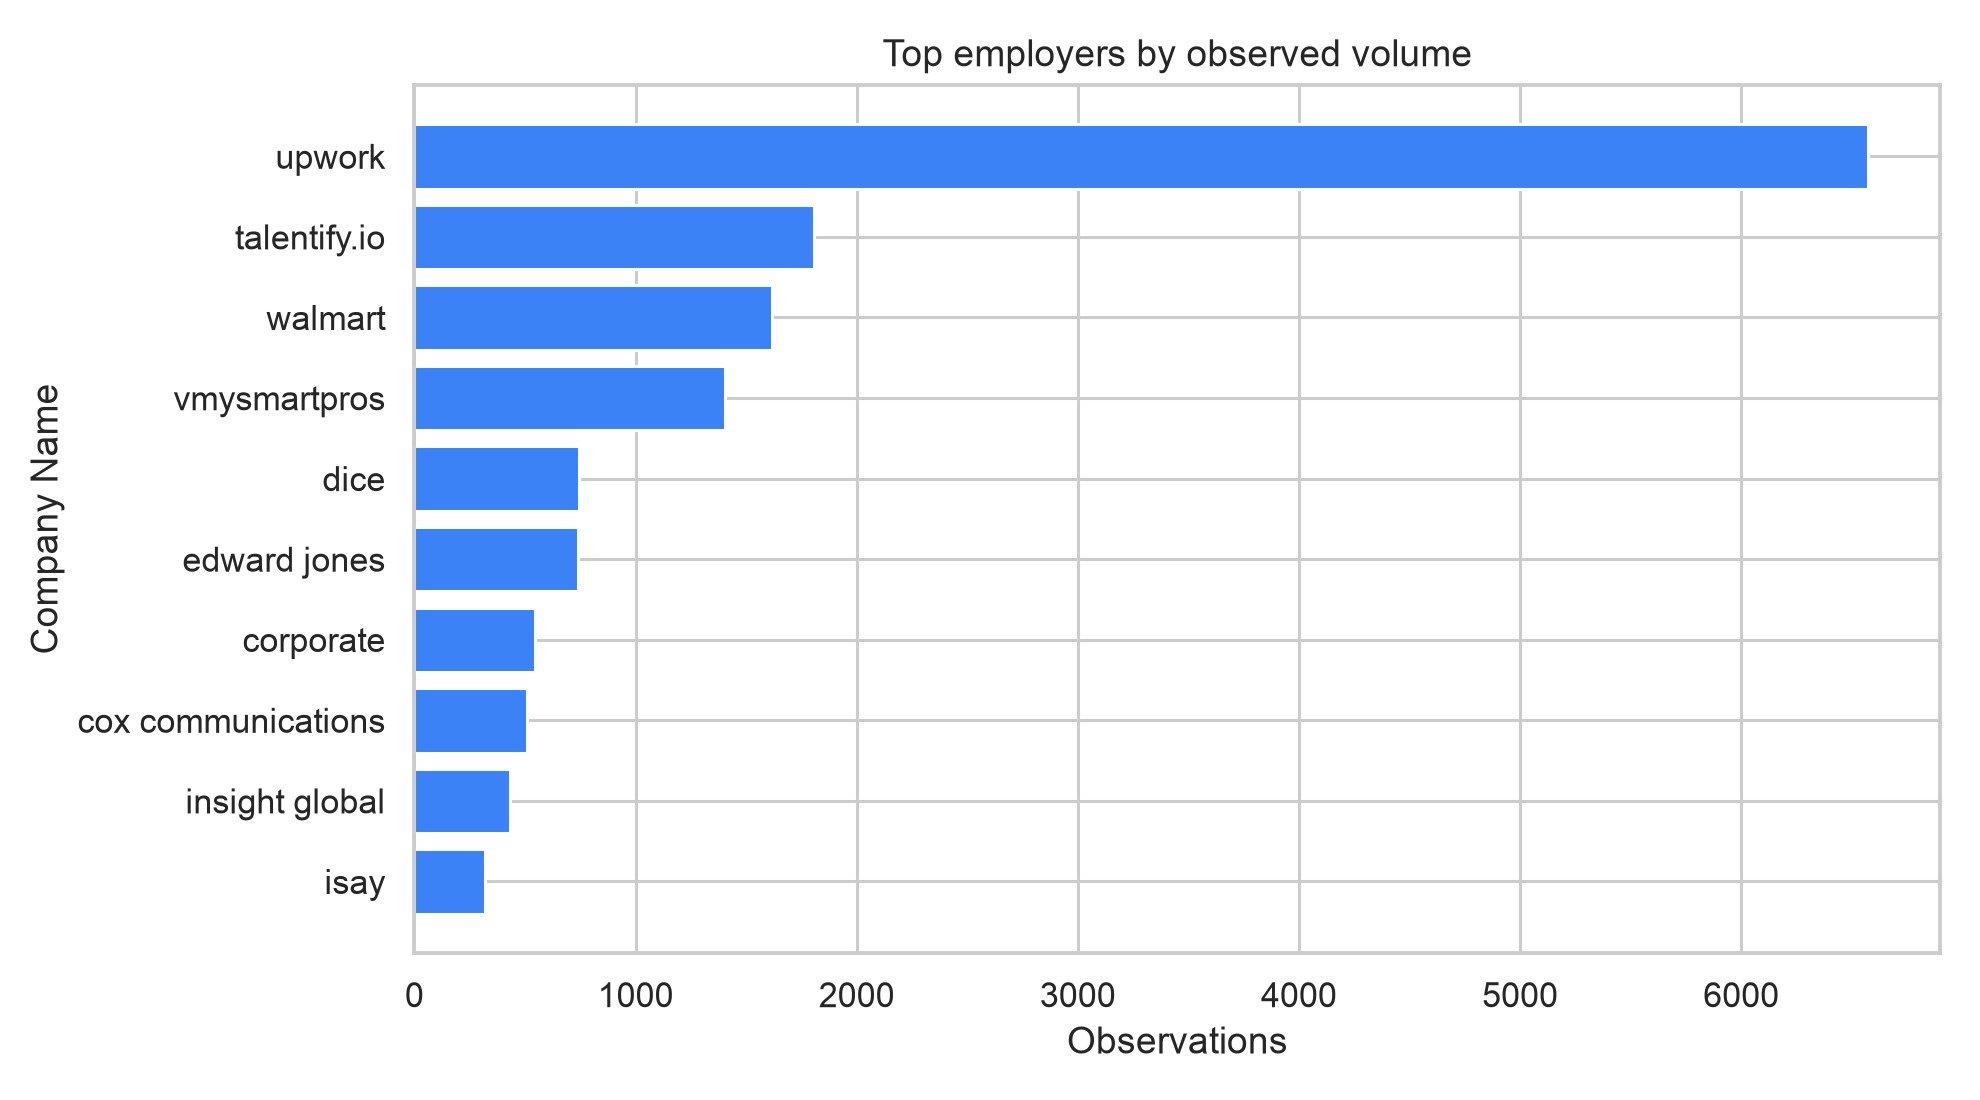 Top employers by observed volume
Company Name
upwork
talentify.io
walmart
vmysmartpros
dice
edward jones
corporate
cox communications
insight global
isay
0 1000 2000 3000 4000 5000 6000
Observations